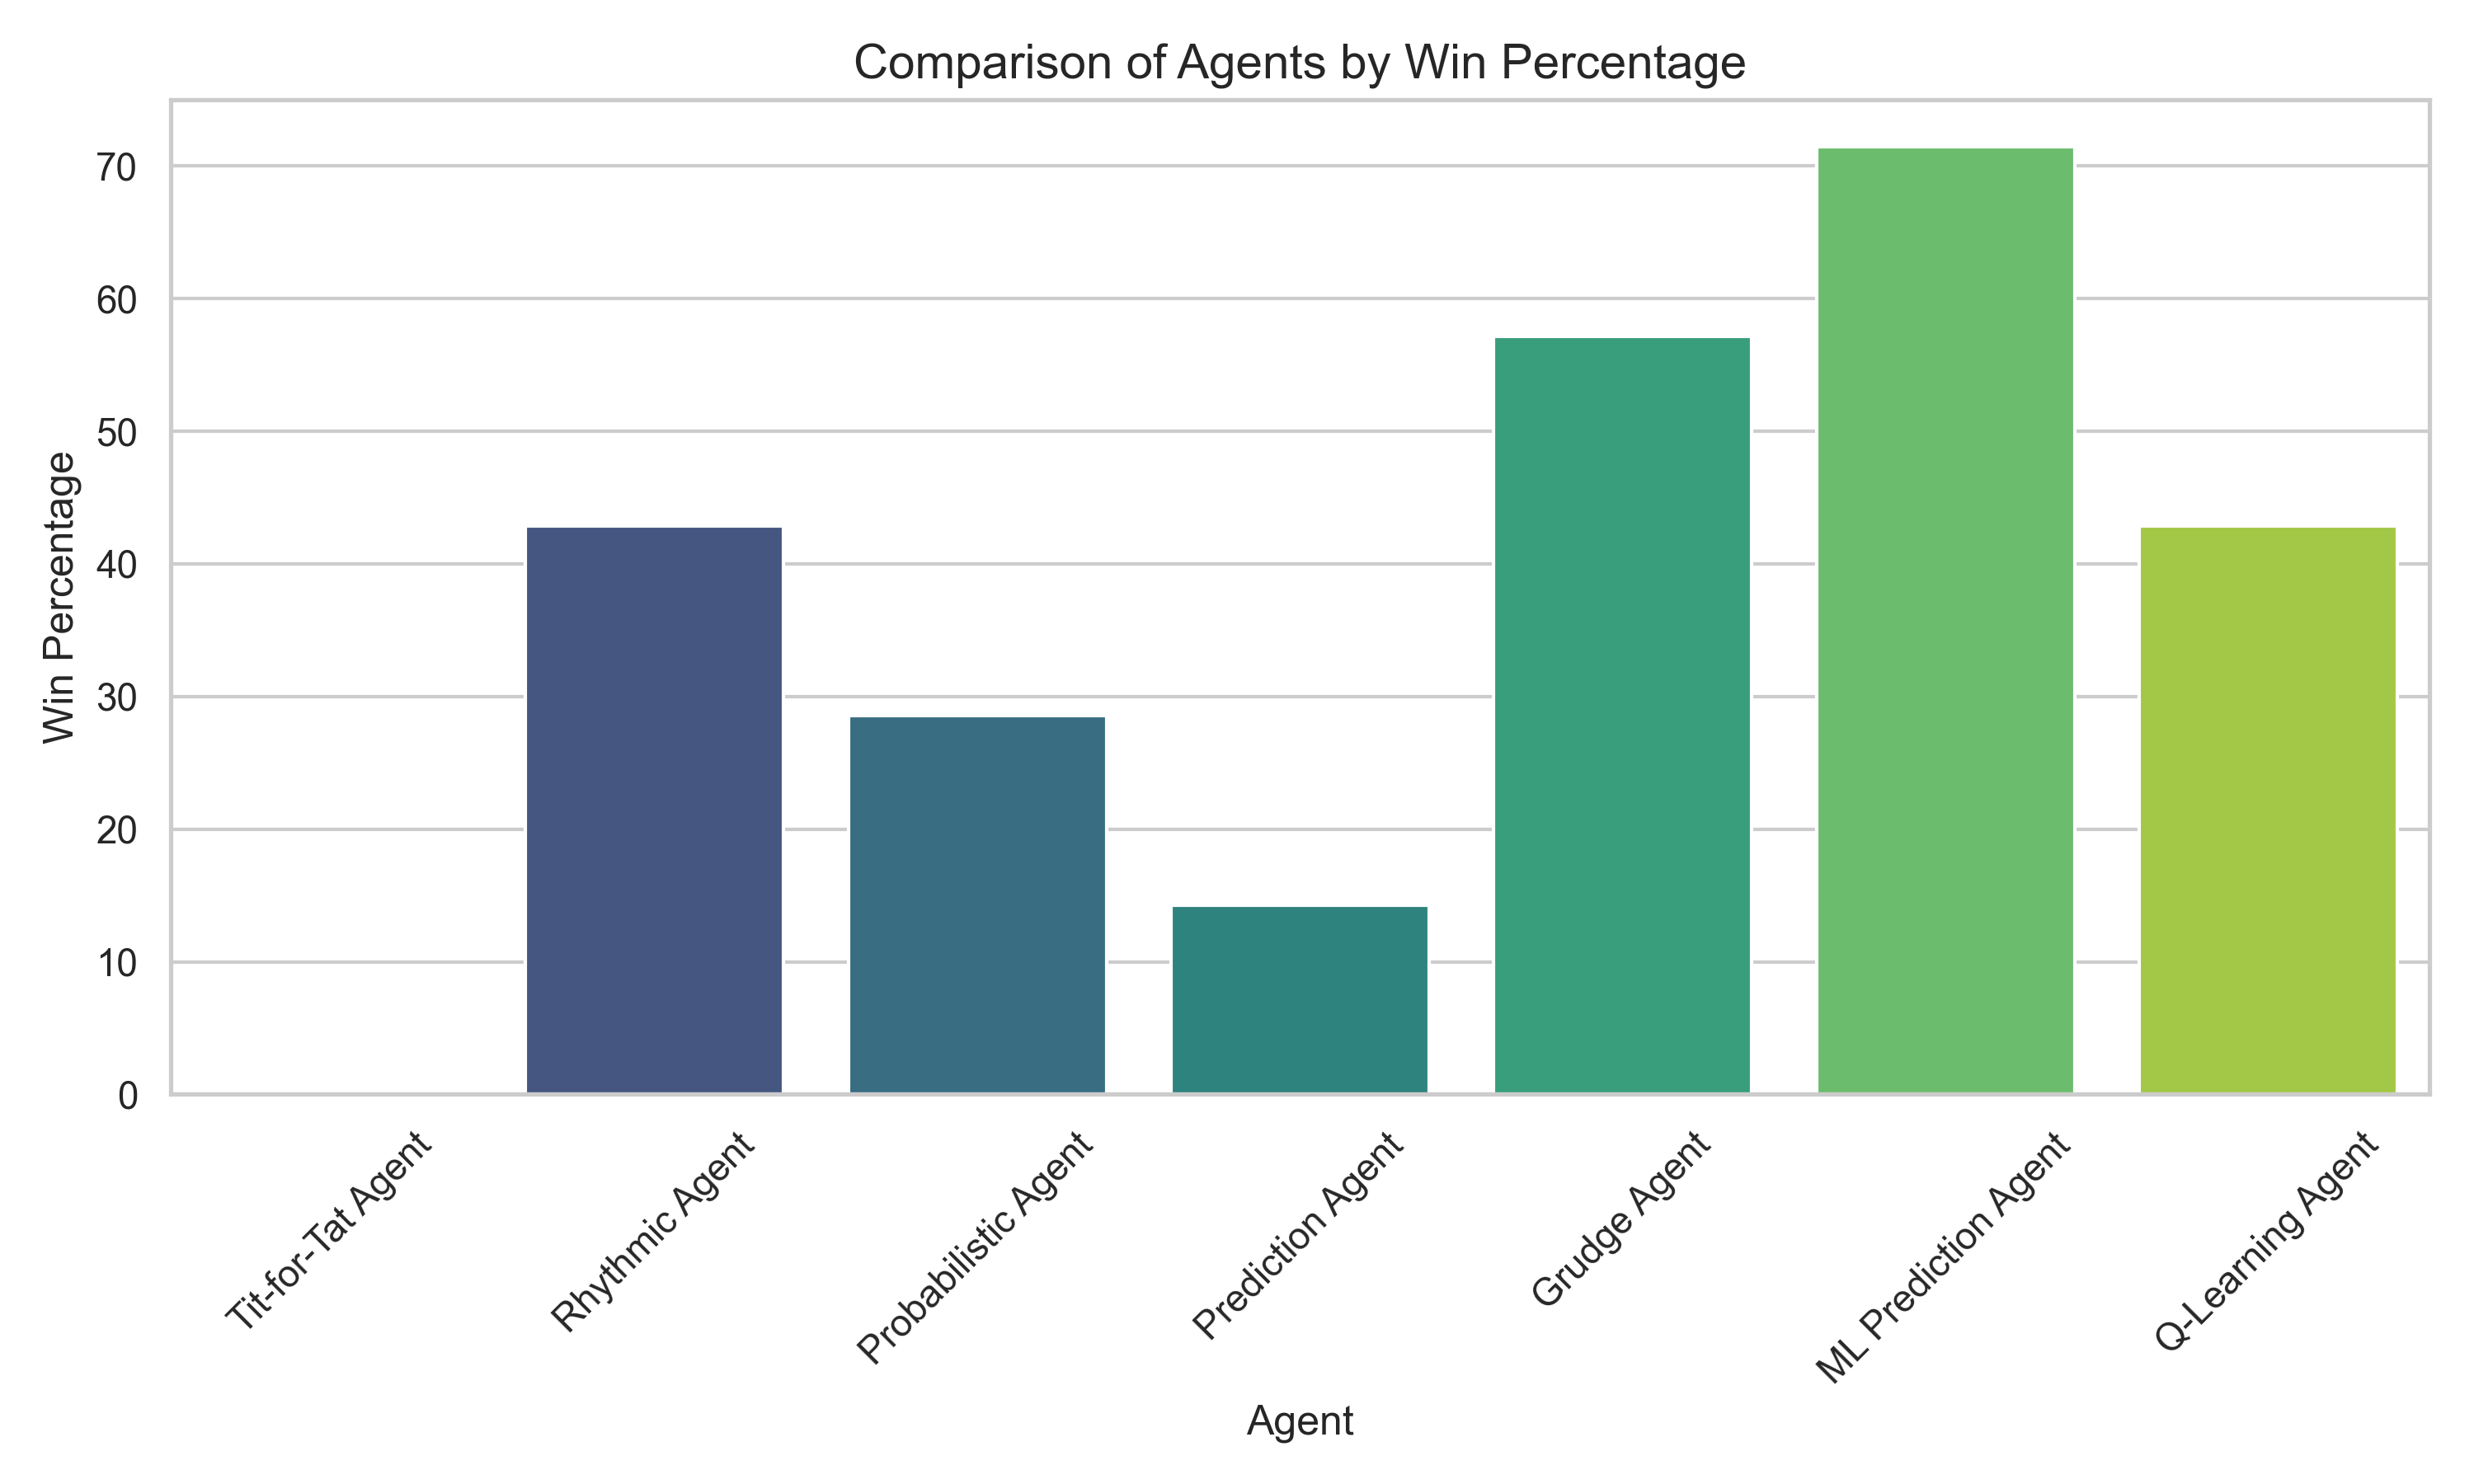 Comparison of Agents by Win Percentage
Win Percentage
70
60
50
40
30
20
10
0
Tit-for-Tat Agent
Rhythmic Agent
Probabilistic Agent
Prediction Agent
Grudge Agent
ML Prediction Agent
Q-Learning Agent
Agent